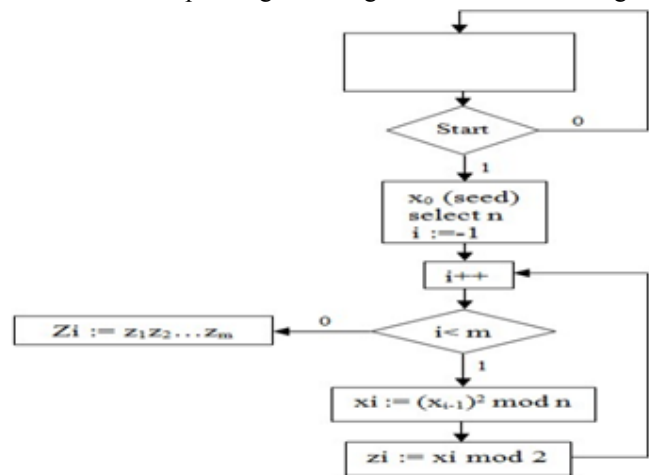 Start
0
1
x₀ (seed)
select n
i :=-1
i++
i< m
0
Zi := z₁z₂...zₘ
1
xi := (xᵢ₋₁)² mod n
zi := xi mod 2